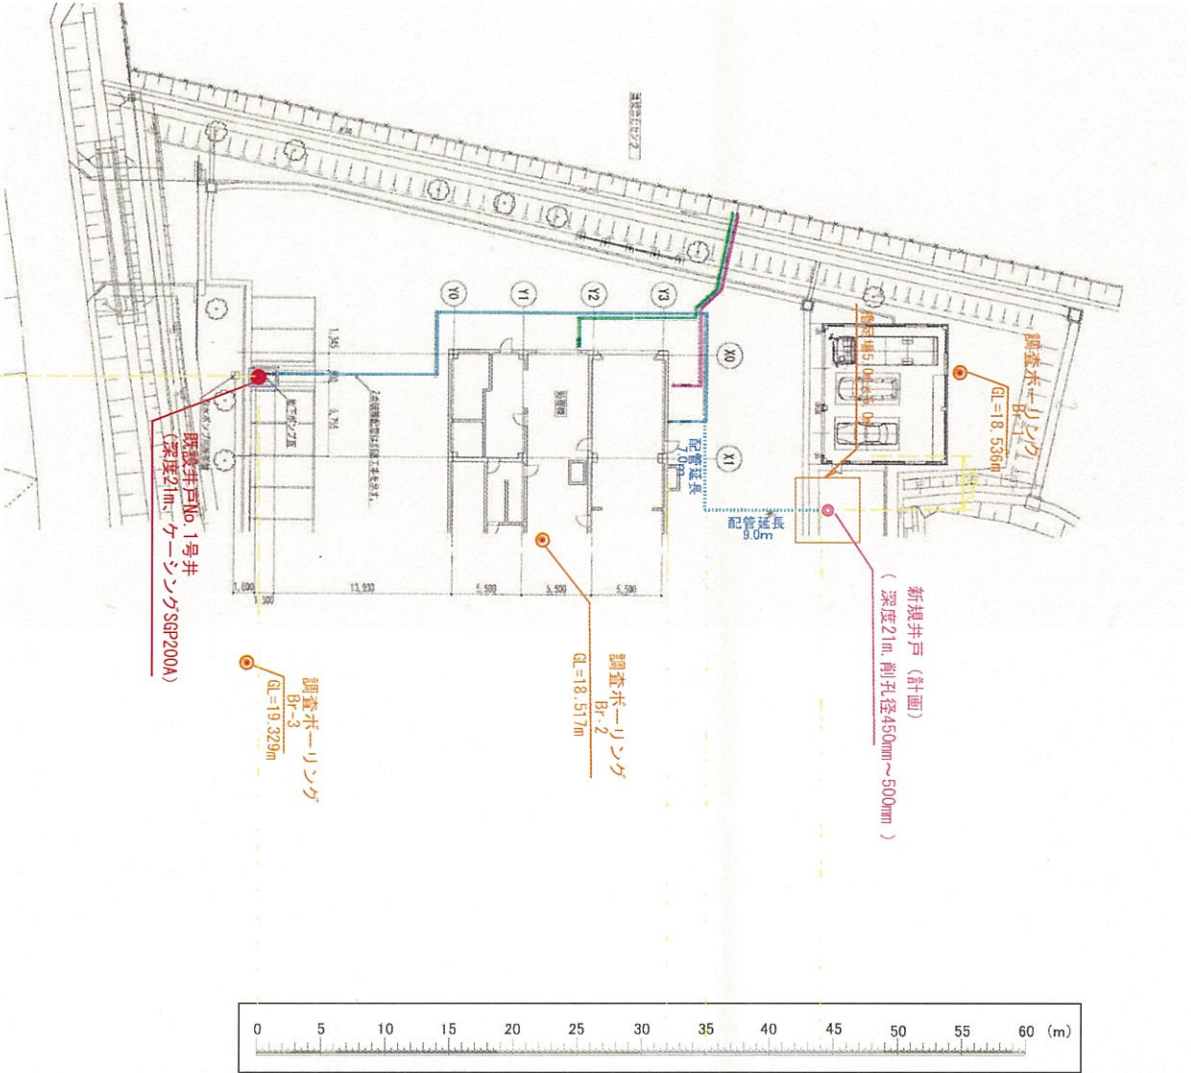 調査ボーリング
Br-1
GL=18.536m
新規井戸（計画）
（ 深度21m, 削孔径450mm～500mm ）
配管延長
7.0m
配管延長
9.0m
調査ボーリング
Br-2
GL=18.517m
調査ボーリング
Br-3
GL=19.329m
既設井戸No.1号井
（深度21m、ケーシングSGP200A）
Y0
Y1
Y2
Y3
X0
X1
1,600
1,500
13,930
5,500
5,500
5,500
0 5 10 15 20 25 30 35 40 45 50 55 60 (m)